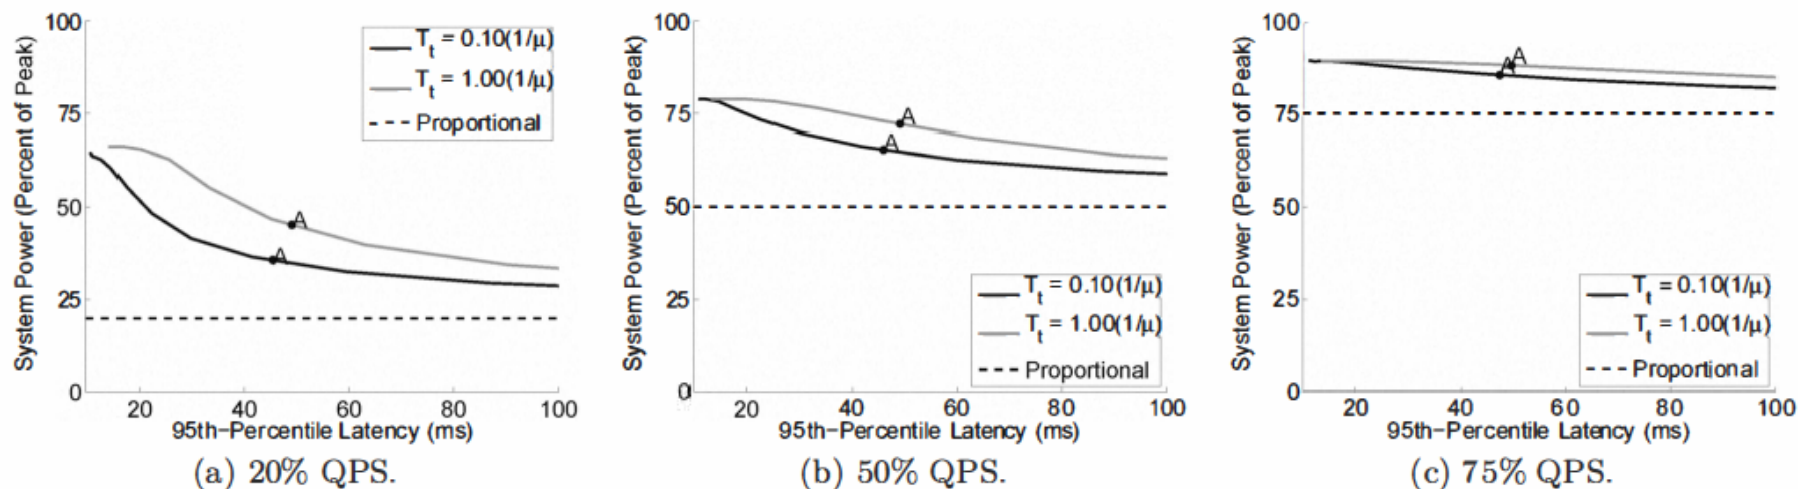 System Power (Percent of Peak)
100
75
50
25
0
T_t = 0.10(1/μ)
T_t = 1.00(1/μ)
Proportional
A
A
20 40 60 80 100
95th-Percentile Latency (ms)
(a) 20% QPS.
System Power (Percent of Peak)
100
75
50
25
0
A
A
T_t = 0.10(1/μ)
T_t = 1.00(1/μ)
Proportional
20 40 60 80 100
95th-Percentile Latency (ms)
(b) 50% QPS.
System Power (Percent of Peak)
100
75
50
25
0
A
A
T_t = 0.10(1/μ)
T_t = 1.00(1/μ)
Proportional
20 40 60 80 100
95th-Percentile Latency (ms)
(c) 75% QPS.